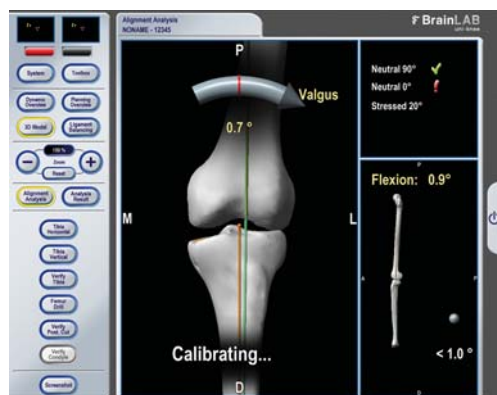 Alignment Analysis
NONAME - 12345
BrainLAB
uni-knee
System
Toolbox
Dynamic Overview
Planning Overview
3D Model
Ligament Balancing
Zoom
Reset
Alignment Analysis
Analysis Result
Tibia Horizontal
Tibia Vertical
Verify Tibia
Femur Drill
Verify Post. Cut
Verify Condyle
Screenshot
P
Valgus
0.7 °
M
L
Calibrating...
D
Neutral 90°
Neutral 0°
Stressed 20°
Flexion: 0.9°
P
A
P
D
< 1.0 °